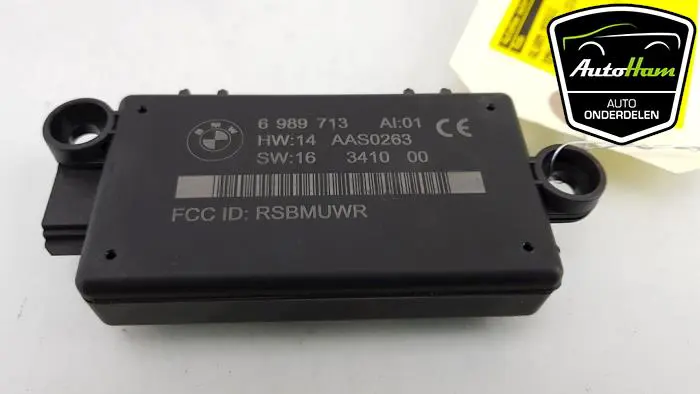 BMW
6 989 713 AI:01
HW:14 AAS0263 CE
SW:16 3410 00
FCC ID: RSBMUWR
AutoHam
AUTO
ONDERDELEN